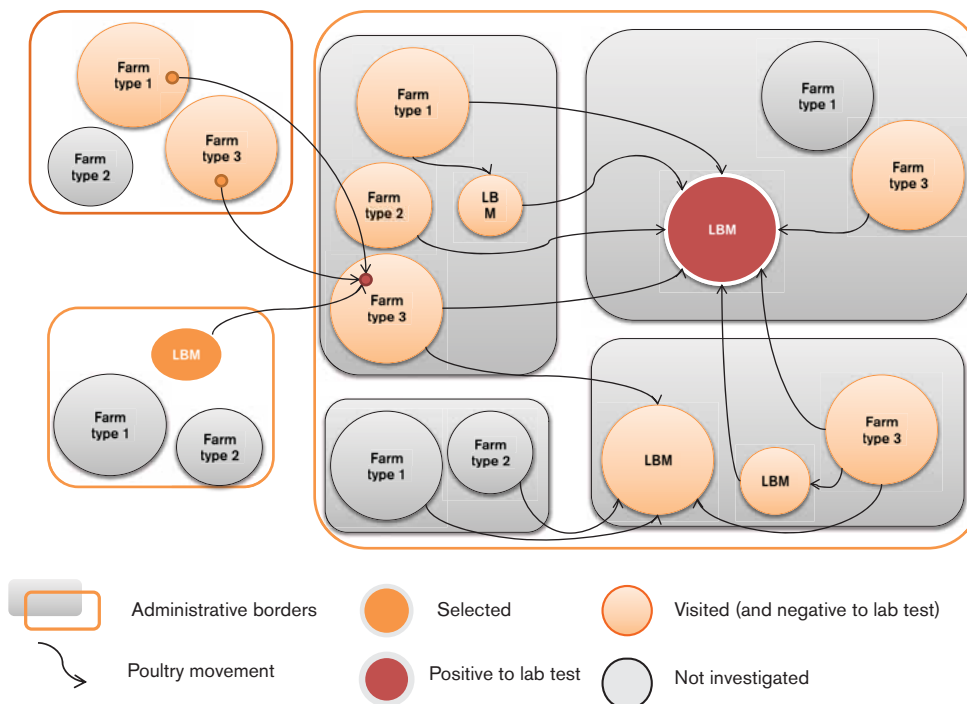 Farm
type 1
Farm
type 3
Farm
type 2
LBM
Farm
type 1
Farm
type 2
Farm
type 1
Farm
type 2
LB
M
Farm
type 3
Farm
type 1
Farm
type 2
Farm
type 1
Farm
type 3
LBM
LBM
LBM
Farm
type 3
Administrative borders
Selected
Visited (and negative to lab test)
Poultry movement
Positive to lab test
Not investigated